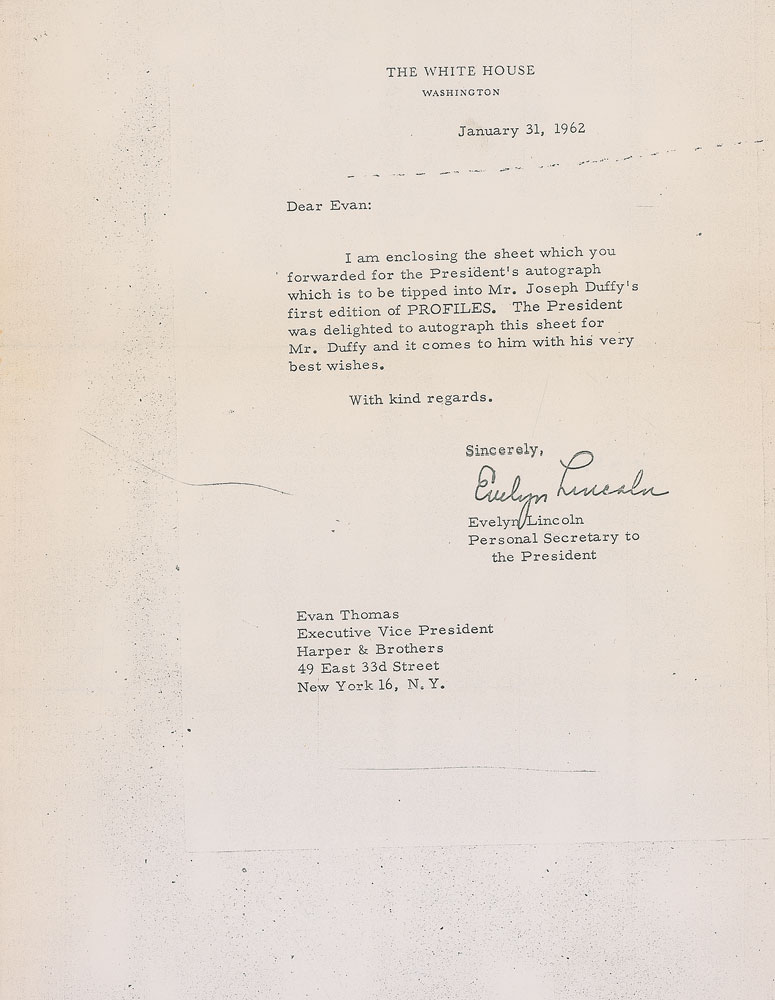 THE WHITE HOUSE
WASHINGTON
January 31, 1962
Dear Evan:
I am enclosing the sheet which you
forwarded for the President's autograph
which is to be tipped into Mr. Joseph Duffy's
first edition of PROFILES. The President
was delighted to autograph this sheet for
Mr. Duffy and it comes to him with his very
best wishes.
With kind regards.
Sincerely,
Evelyn Lincoln
Evelyn Lincoln
Personal Secretary to
the President
Evan Thomas
Executive Vice President
Harper & Brothers
49 East 33d Street
New York 16, N.Y.